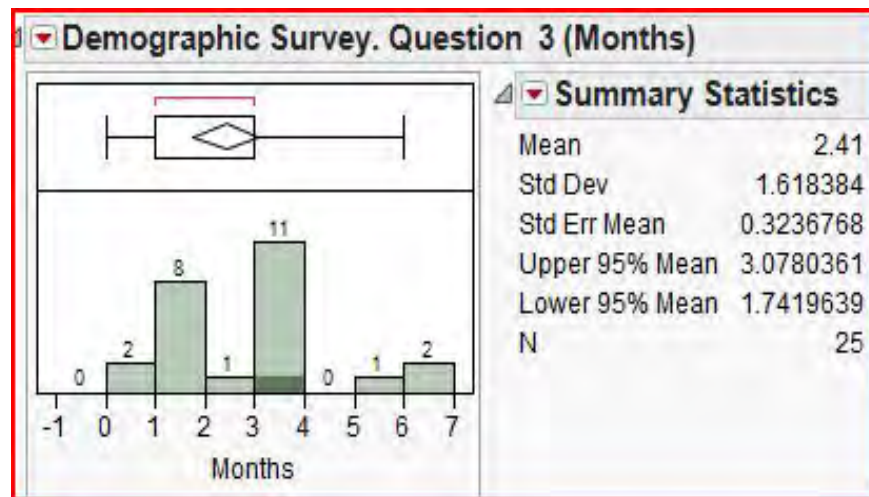 Demographic Survey. Question 3 (Months)
Summary Statistics
Mean 2.41
Std Dev 1.618384
Std Err Mean 0.3236768
Upper 95% Mean 3.0780361
Lower 95% Mean 1.7419639
N 25
11
8
2 1 1 2
0 0
-1 0 1 2 3 4 5 6 7
Months